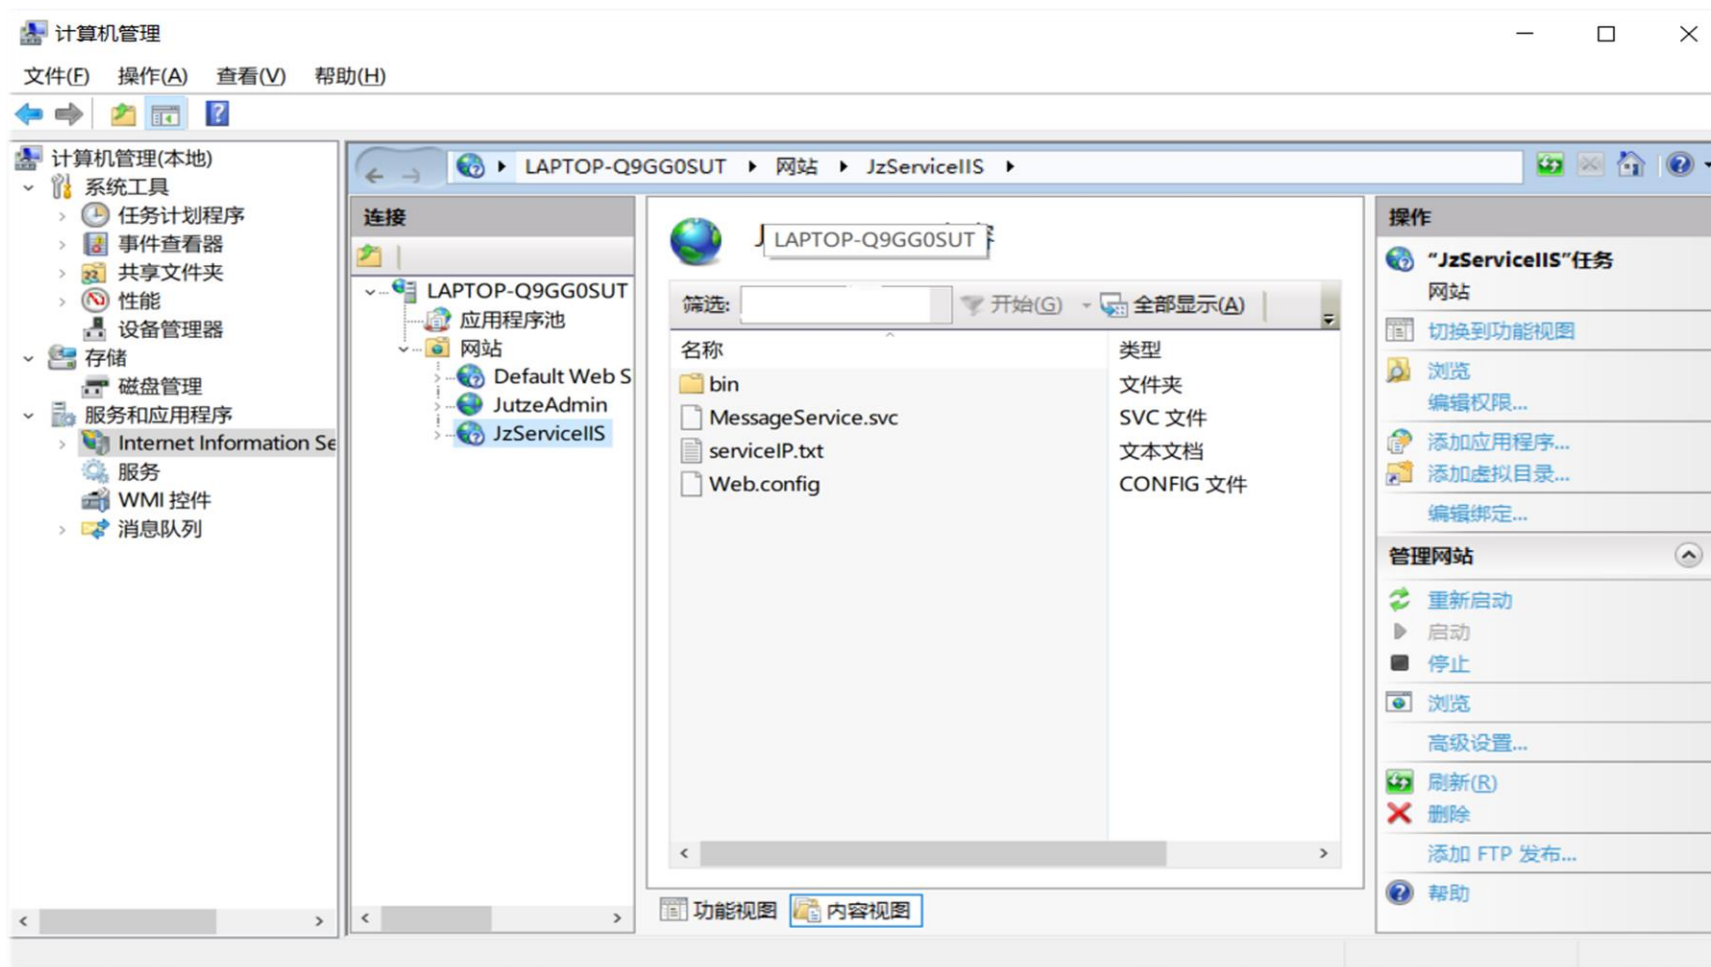 计算机管理
文件(F) 操作(A) 查看(V) 帮助(H)
计算机管理(本地)
系统工具
任务计划程序
事件查看器
共享文件夹
性能
设备管理器
存储
磁盘管理
服务和应用程序
Internet Information Se
服务
WMI 控件
消息队列
LAPTOP-Q9GG0SUT 网站 JzServiceIIS
连接
LAPTOP-Q9GG0SUT
应用程序池
网站
Default Web S
JutzeAdmin
JzServiceIIS
LAPTOP-Q9GG0SUT
筛选: 开始(G) 全部显示(A)
名称 类型
bin 文件夹
MessageService.svc SVC 文件
serviceIP.txt 文本文档
Web.config CONFIG 文件
功能视图 内容视图
操作
“JzServiceIIS”任务
网站
切换到功能视图
浏览
编辑权限...
添加应用程序...
添加虚拟目录...
编辑绑定...
管理网站
重新启动
启动
停止
浏览
高级设置...
刷新(R)
删除
添加 FTP 发布...
帮助